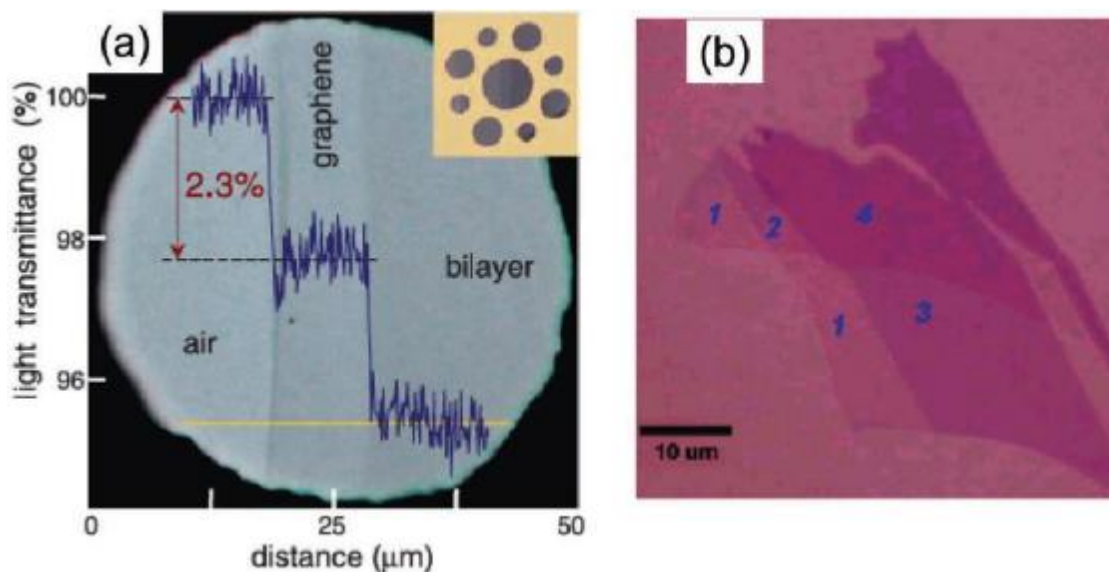 (a)
light transmittance (%)
100
98
96
2.3%
graphene
air
bilayer
0
25
50
distance (μm)
(b)
1
2
4
1
3
10 um